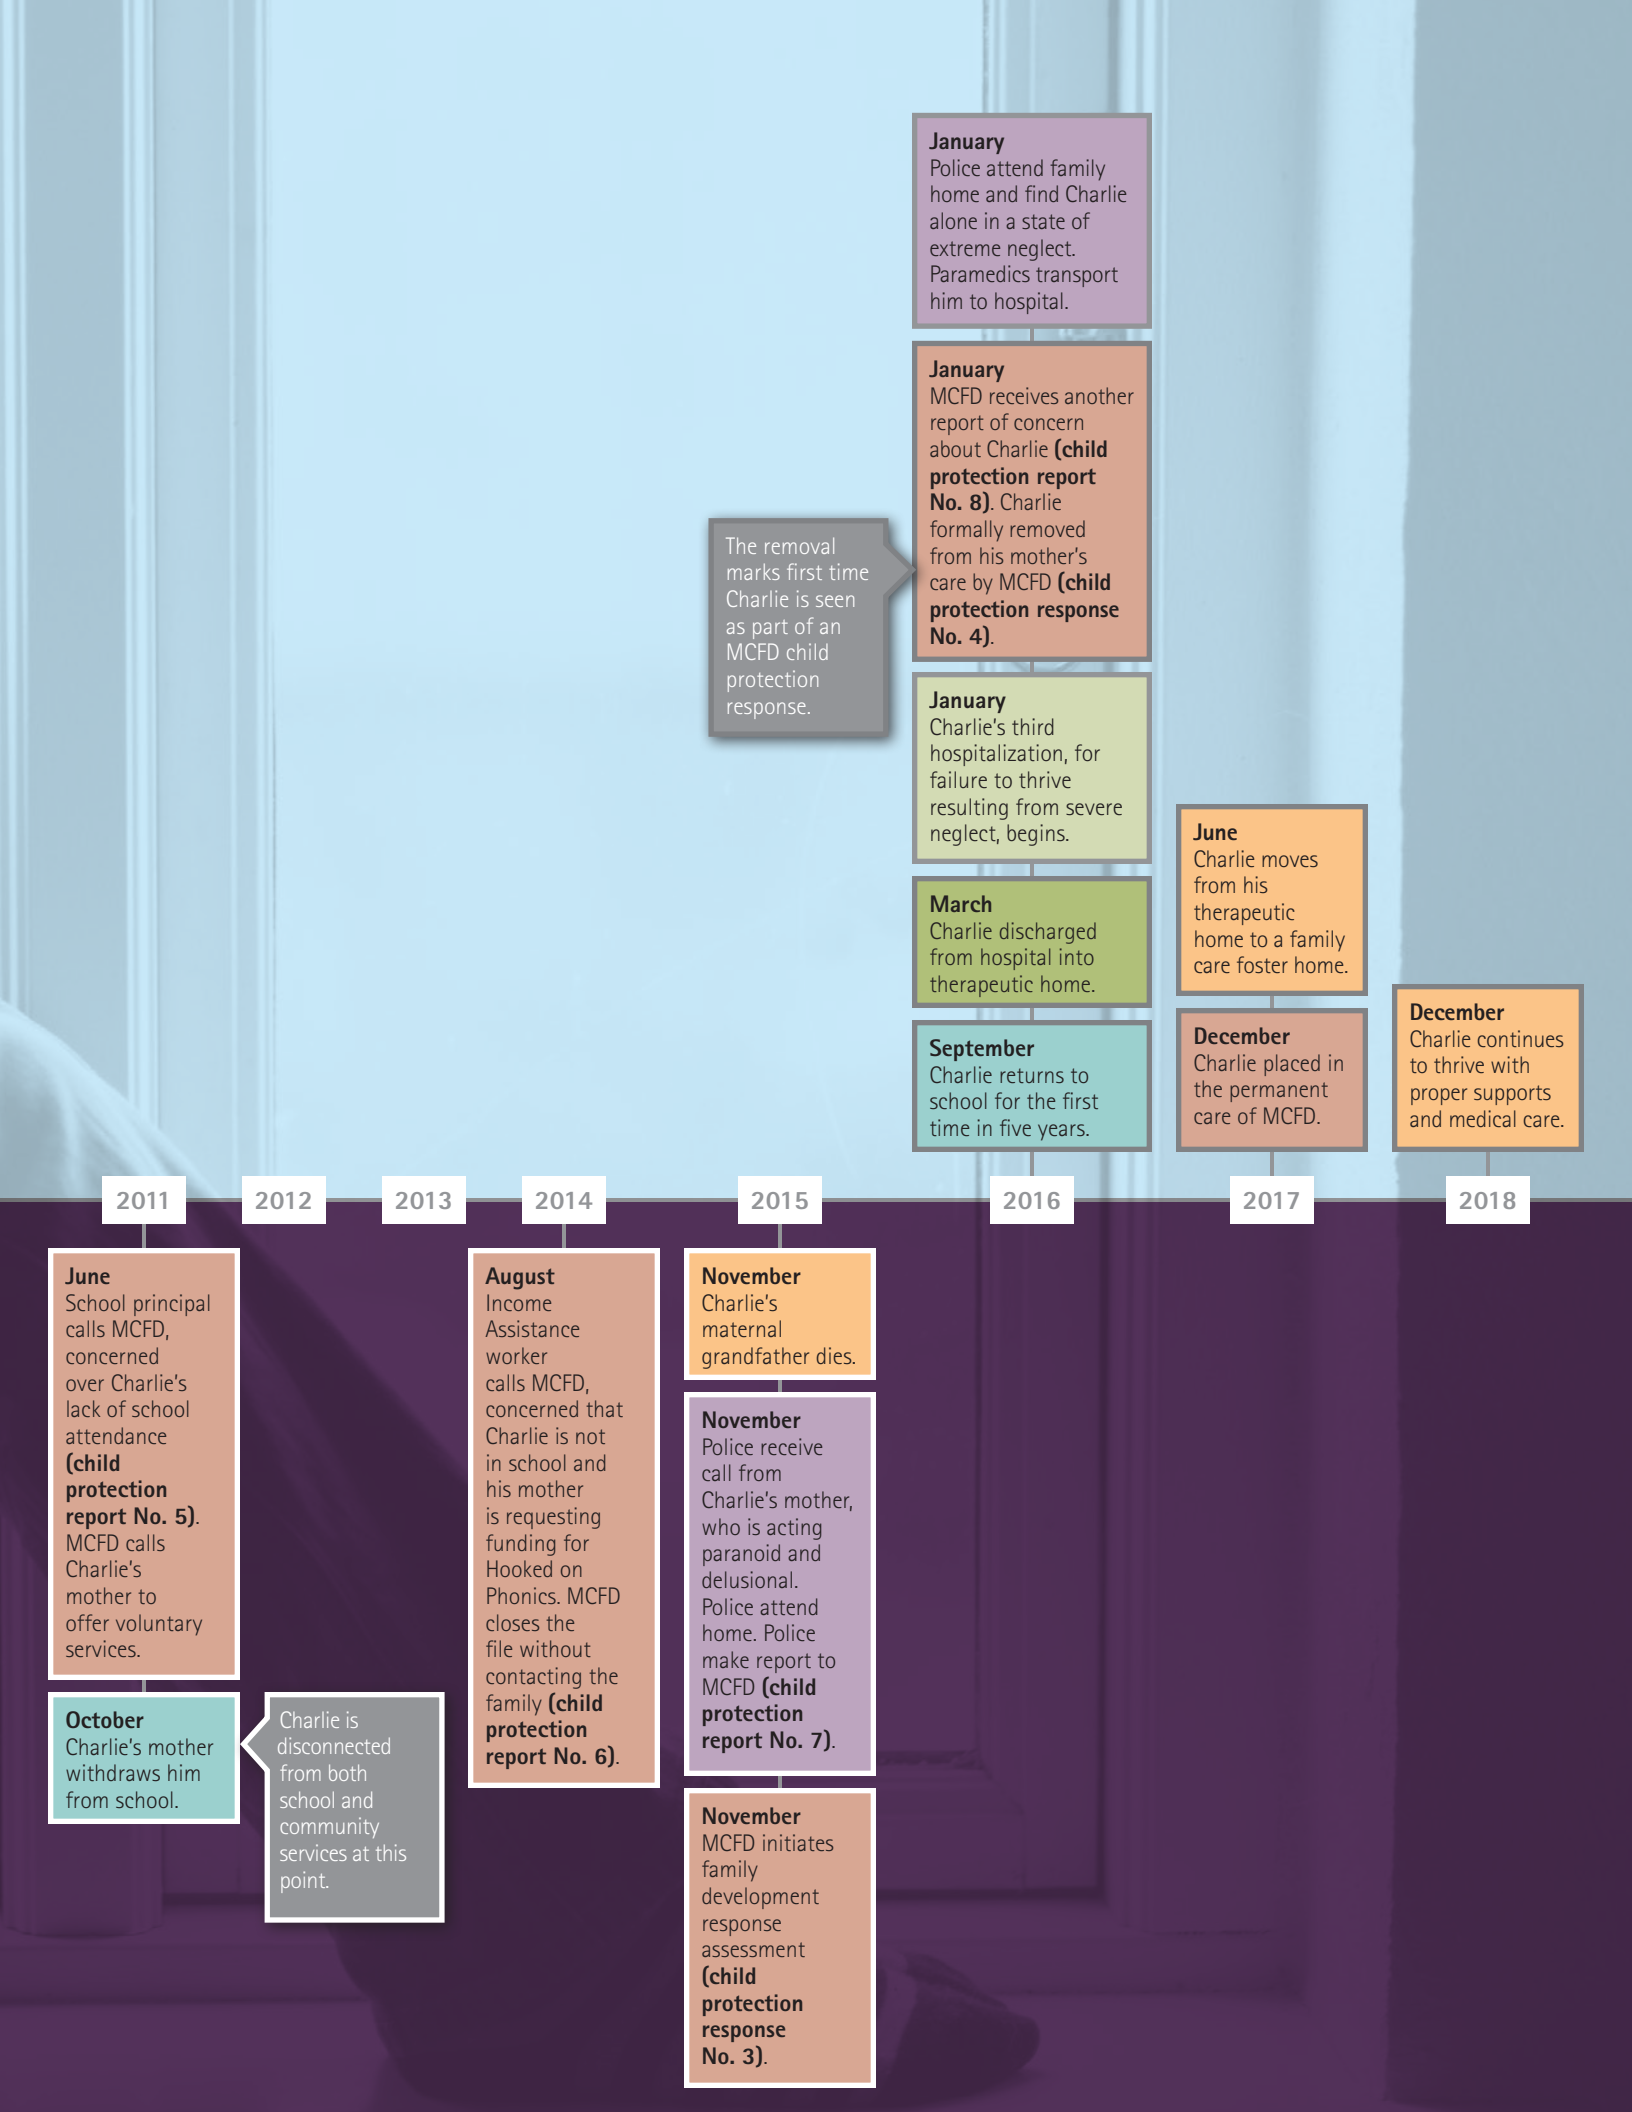 January
Police attend family
home and find Charlie
alone in a state of
extreme neglect.
Paramedics transport
him to hospital.
January
MCFD receives another
report of concern
about Charlie (child
protection report
No. 8). Charlie
formally removed
from his mother's
care by MCFD (child
protection response
No. 4).
The removal
marks first time
Charlie is seen
as part of an
MCFD child
protection
response.
January
Charlie's third
hospitalization, for
failure to thrive
resulting from severe
neglect, begins.
March
Charlie discharged
from hospital into
therapeutic home.
September
Charlie returns to
school for the first
time in five years.
June
Charlie moves
from his
therapeutic
home to a family
care foster home.
December
Charlie placed in
the permanent
care of MCFD.
December
Charlie continues
to thrive with
proper supports
and medical care.
2011 2012 2013 2014 2015 2016 2017 2018
June
School principal
calls MCFD,
concerned
over Charlie's
lack of school
attendance
(child
protection
report No. 5).
MCFD calls
Charlie's
mother to
offer voluntary
services.
October
Charlie's mother
withdraws him
from school.
Charlie is
disconnected
from both
school and
community
services at this
point.
August
Income
Assistance
worker
calls MCFD,
concerned that
Charlie is not
in school and
his mother
is requesting
funding for
Hooked on
Phonics. MCFD
closes the
file without
contacting the
family (child
protection
report No. 6).
November
Charlie's
maternal
grandfather dies.
November
Police receive
call from
Charlie's mother,
who is acting
paranoid and
delusional.
Police attend
home. Police
make report to
MCFD (child
protection
report No. 7).
November
MCFD initiates
family
development
response
assessment
(child
protection
response
No. 3).